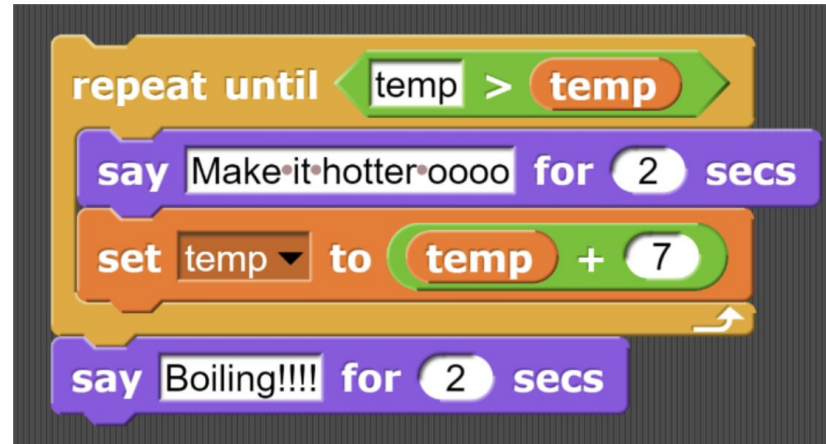 repeat until temp > temp
say Make it hotter oooo for 2 secs
set temp to temp + 7
say Boiling!!!! for 2 secs